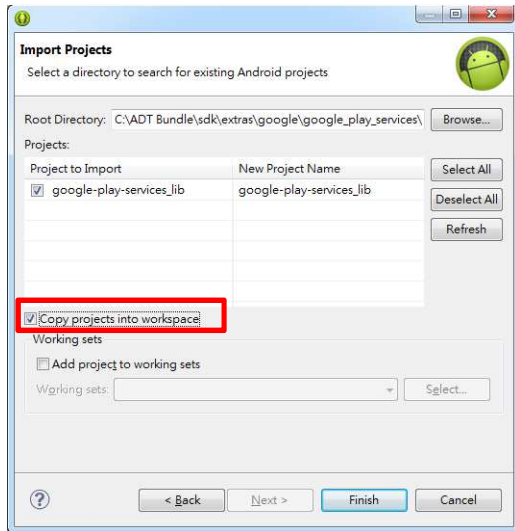 Import Projects
Select a directory to search for existing Android projects
Root Directory: C:\ADT Bundle\sdk\extras\google\google_play_services\ Browse...
Projects:
Project to Import New Project Name Select All
google-play-services_lib google-play-services_lib
Deselect All
Refresh
Copy projects into workspace
Working sets
Add project to working sets
Working sets: Select...
? < Back Next > Finish Cancel